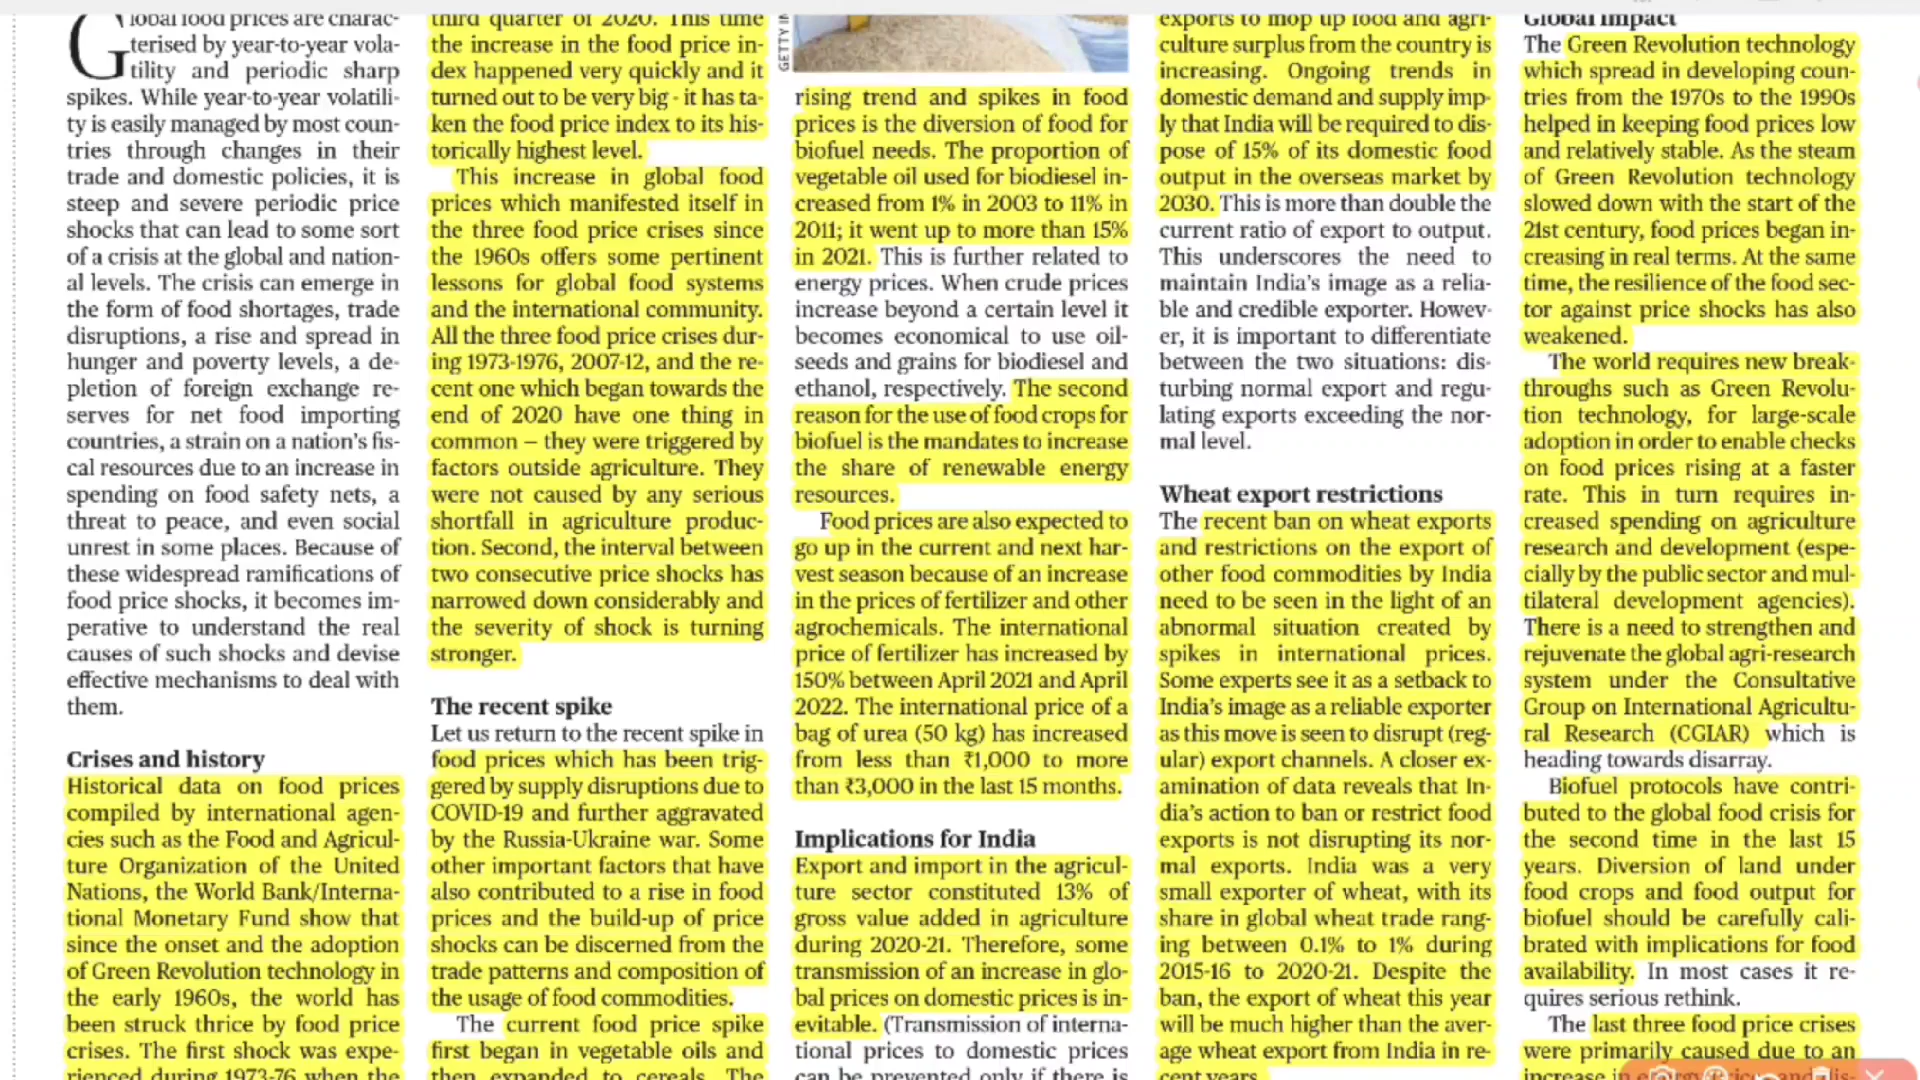 Global food prices are charac-
terised by year-to-year vola-
tility and periodic sharp
spikes. While year-to-year volatili-
ty is easily managed by most coun-
tries through changes in their
trade and domestic policies, it is
steep and severe periodic price
shocks that can lead to some sort
of a crisis at the global and nation-
al levels. The crisis can emerge in
the form of food shortages, trade
disruptions, a rise and spread in
hunger and poverty levels, a de-
pletion of foreign exchange re-
serves for net food importing
countries, a strain on a nation's fis-
cal resources due to an increase in
spending on food safety nets, a
threat to peace, and even social
unrest in some places. Because of
these widespread ramifications of
food price shocks, it becomes im-
perative to understand the real
causes of such shocks and devise
effective mechanisms to deal with
them.
Crises and history
Historical data on food prices
compiled by international agen-
cies such as the Food and Agricul-
ture Organization of the United
Nations, the World Bank/Interna-
tional Monetary Fund show that
since the onset and the adoption
of Green Revolution technology in
the early 1960s, the world has
been struck thrice by food price
crises. The first shock was expe-
rienced during 1973-76 when the
third quarter of 2020. This time
the increase in the food price in-
dex happened very quickly and it
turned out to be very big - it has ta-
ken the food price index to its his-
torically highest level.
This increase in global food
prices which manifested itself in
the three food price crises since
the 1960s offers some pertinent
lessons for global food systems
and the international community.
All the three food price crises dur-
ing 1973-1976, 2007-12, and the re-
cent one which began towards the
end of 2020 have one thing in
common – they were triggered by
factors outside agriculture. They
were not caused by any serious
shortfall in agriculture produc-
tion. Second, the interval between
two consecutive price shocks has
narrowed down considerably and
the severity of shock is turning
stronger.
The recent spike
Let us return to the recent spike in
food prices which has been trig-
gered by supply disruptions due to
COVID-19 and further aggravated
by the Russia-Ukraine war. Some
other important factors that have
also contributed to a rise in food
prices and the build-up of price
shocks can be discerned from the
trade patterns and composition of
the usage of food commodities.
The current food price spike
first began in vegetable oils and
then expanded to cereals. The
GETTY
rising trend and spikes in food
prices is the diversion of food for
biofuel needs. The proportion of
vegetable oil used for biodiesel in-
creased from 1% in 2003 to 11% in
2011; it went up to more than 15%
in 2021. This is further related to
energy prices. When crude prices
increase beyond a certain level it
becomes economical to use oil-
seeds and grains for biodiesel and
ethanol, respectively. The second
reason for the use of food crops for
biofuel is the mandates to increase
the share of renewable energy
resources.
Food prices are also expected to
go up in the current and next har-
vest season because of an increase
in the prices of fertilizer and other
agrochemicals. The international
price of fertilizer has increased by
150% between April 2021 and April
2022. The international price of a
bag of urea (50 kg) has increased
from less than ₹1,000 to more
than ₹3,000 in the last 15 months.
Implications for India
Export and import in the agricul-
ture sector constituted 13% of
gross value added in agriculture
during 2020-21. Therefore, some
transmission of an increase in glo-
bal prices on domestic prices is in-
evitable. (Transmission of interna-
tional prices to domestic prices
can be prevented only if there is
exports to mop up food and agri-
culture surplus from the country is
increasing. Ongoing trends in
domestic demand and supply imp-
ly that India will be required to dis-
pose of 15% of its domestic food
output in the overseas market by
2030. This is more than double the
current ratio of export to output.
This underscores the need to
maintain India's image as a relia-
ble and credible exporter. Howev-
er, it is important to differentiate
between the two situations: dis-
turbing normal export and regu-
lating exports exceeding the nor-
mal level.
Wheat export restrictions
The recent ban on wheat exports
and restrictions on the export of
other food commodities by India
need to be seen in the light of an
abnormal situation created by
spikes in international prices.
Some experts see it as a setback to
India's image as a reliable exporter
as this move is seen to disrupt (reg-
ular) export channels. A closer ex-
amination of data reveals that In-
dia's action to ban or restrict food
exports is not disrupting its nor-
mal exports. India was a very
small exporter of wheat, with its
share in global wheat trade rang-
ing between 0.1% to 1% during
2015-16 to 2020-21. Despite the
ban, the export of wheat this year
will be much higher than the aver-
age wheat export from India in re-
cent years.
Global impact
The Green Revolution technology
which spread in developing coun-
tries from the 1970s to the 1990s
helped in keeping food prices low
and relatively stable. As the steam
of Green Revolution technology
slowed down with the start of the
21st century, food prices began in-
creasing in real terms. At the same
time, the resilience of the food sec-
tor against price shocks has also
weakened.
The world requires new break-
throughs such as Green Revolu-
tion technology, for large-scale
adoption in order to enable checks
on food prices rising at a faster
rate. This in turn requires in-
creased spending on agriculture
research and development (espe-
cially by the public sector and mul-
tilateral development agencies).
There is a need to strengthen and
rejuvenate the global agri-research
system under the Consultative
Group on International Agricultu-
ral Research (CGIAR) which is
heading towards disarray.
Biofuel protocols have contri-
buted to the global food crisis for
the second time in the last 15
years. Diversion of land under
food crops and food output for
biofuel should be carefully cali-
brated with implications for food
availability. In most cases it re-
quires serious rethink.
The last three food price crises
were primarily caused due to an
increase in